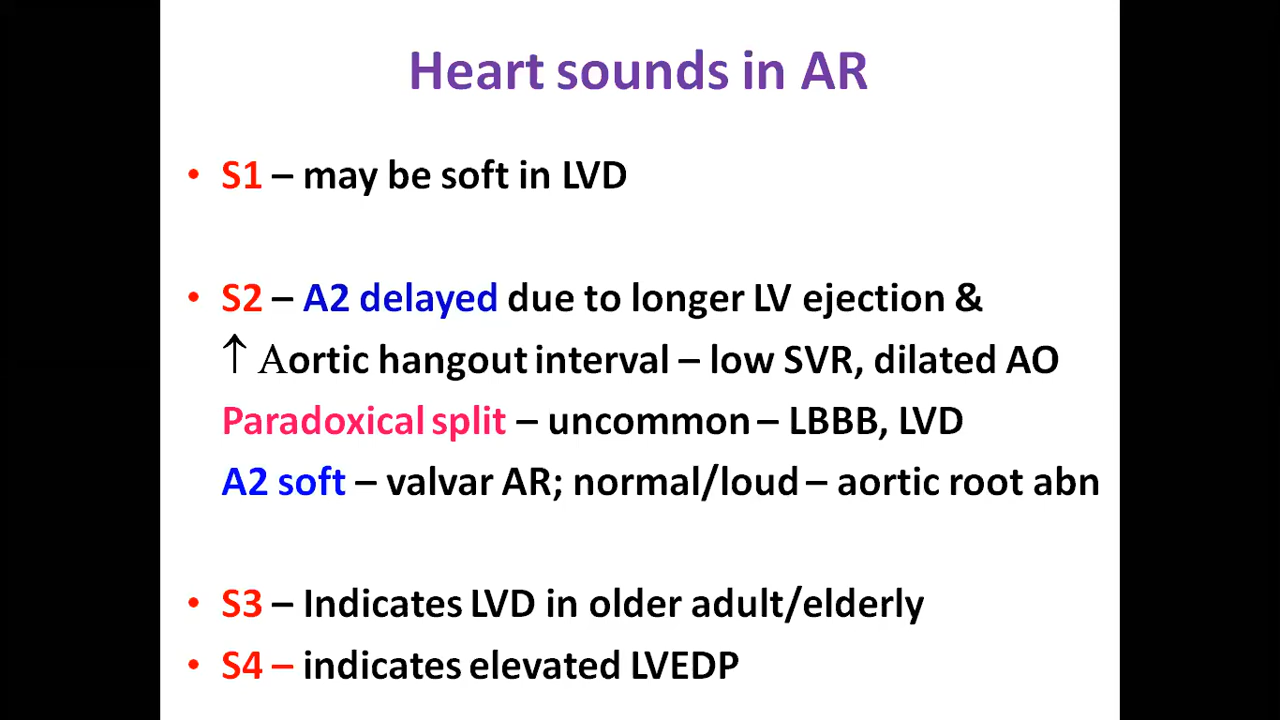 Heart sounds in AR
• S1 – may be soft in LVD
• S2 – A2 delayed due to longer LV ejection &
↑ Aortic hangout interval – low SVR, dilated AO
Paradoxical split – uncommon – LBBB, LVD
A2 soft – valvar AR; normal/loud – aortic root abn
• S3 – Indicates LVD in older adult/elderly
• S4 – indicates elevated LVEDP